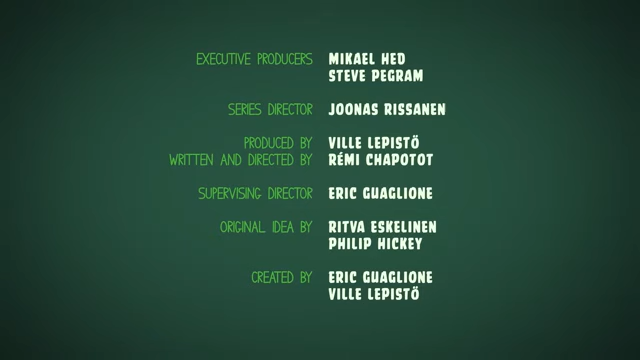 EXECUTIVE PRODUCERS MIKAEL HED
STEVE PEGRAM
SERIES DIRECTOR JOONAS RISSANEN
PRODUCED BY VILLE LEPISTÖ
WRITTEN AND DIRECTED BY RÉMI CHAPOTOT
SUPERVISING DIRECTOR ERIC GUAGLIONE
ORIGINAL IDEA BY RITVA ESKELINEN
PHILIP HICKEY
CREATED BY ERIC GUAGLIONE
VILLE LEPISTÖ